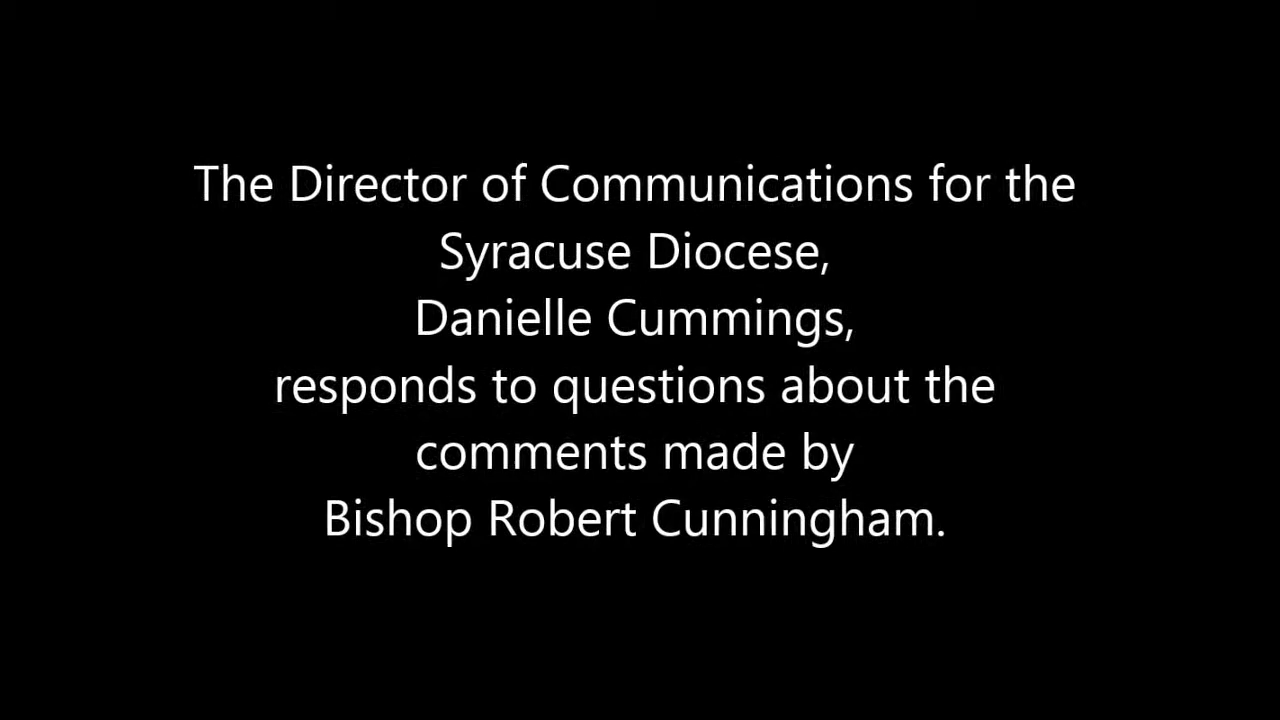 The Director of Communications for the
Syracuse Diocese,
Danielle Cummings,
responds to questions about the
comments made by
Bishop Robert Cunningham.